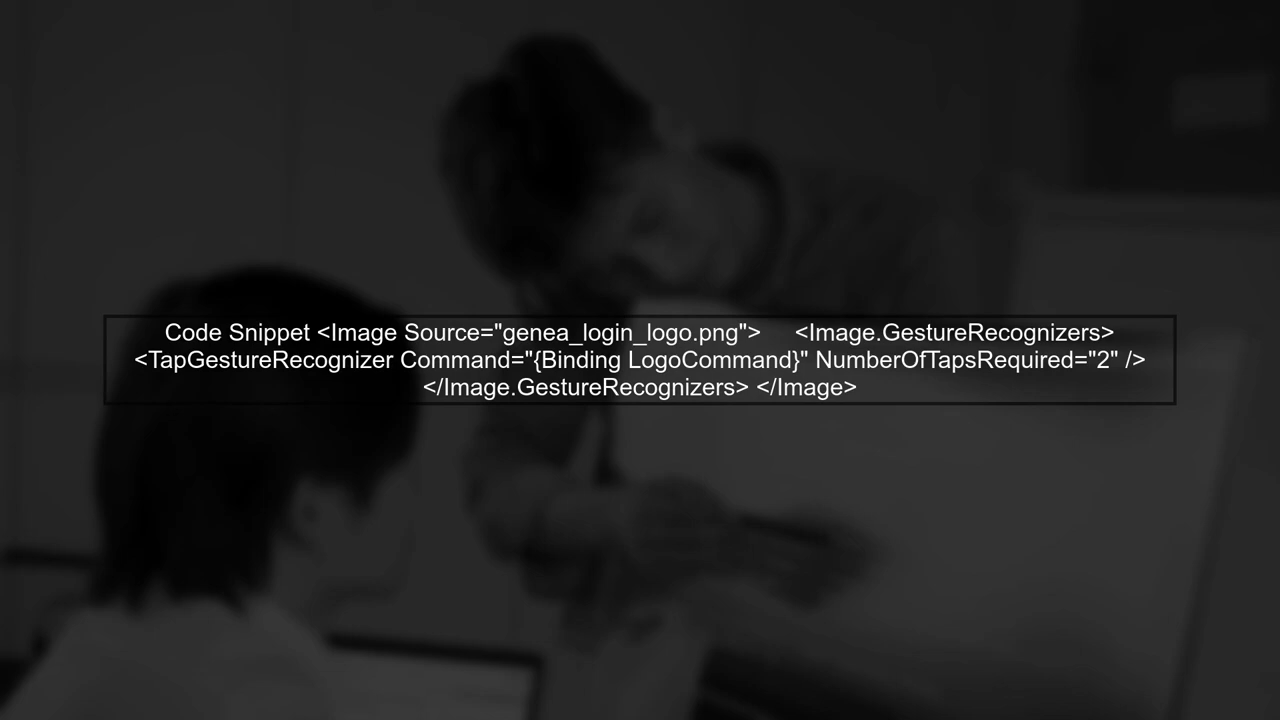 Code Snippet <Image Source="genea_login_logo.png">     <Image.GestureRecognizers>
<TapGestureRecognizer Command="{Binding LogoCommand}" NumberOfTapsRequired="2" />
</Image.GestureRecognizers> </Image>